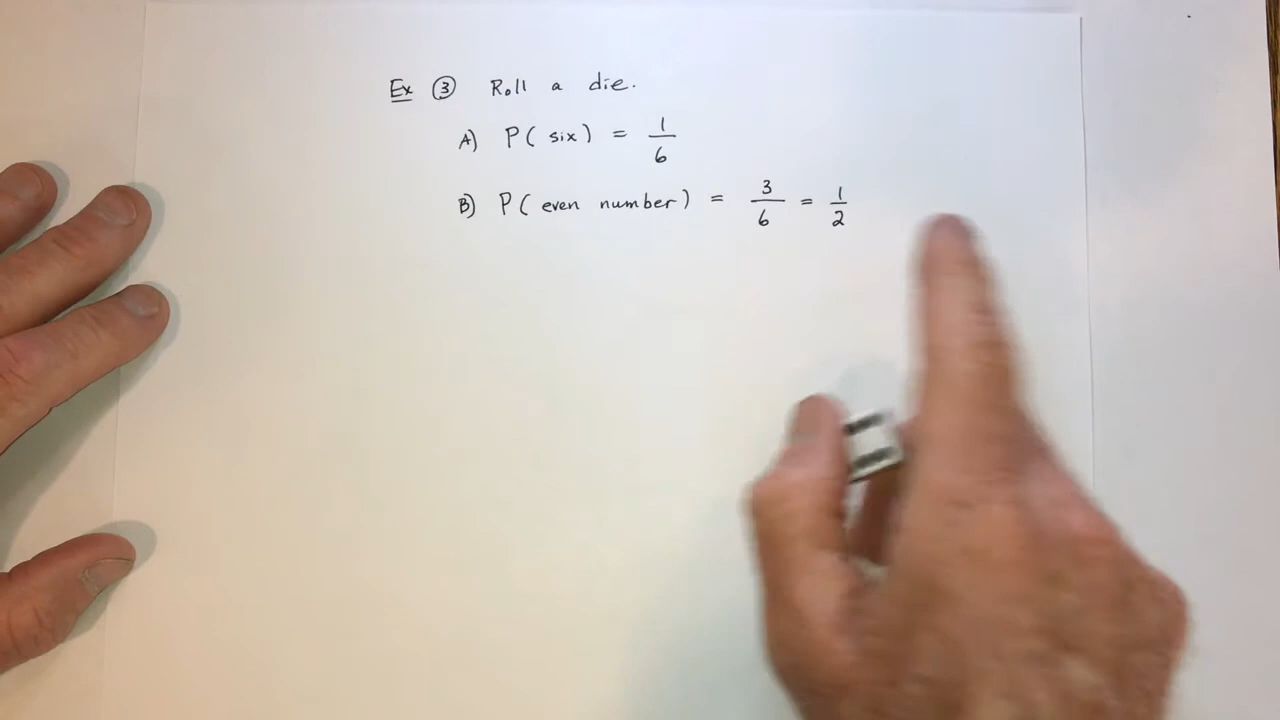 Ex ③ Roll a die.
A) P( six ) = 1/6
B) P( even number ) = 3/6 = 1/2